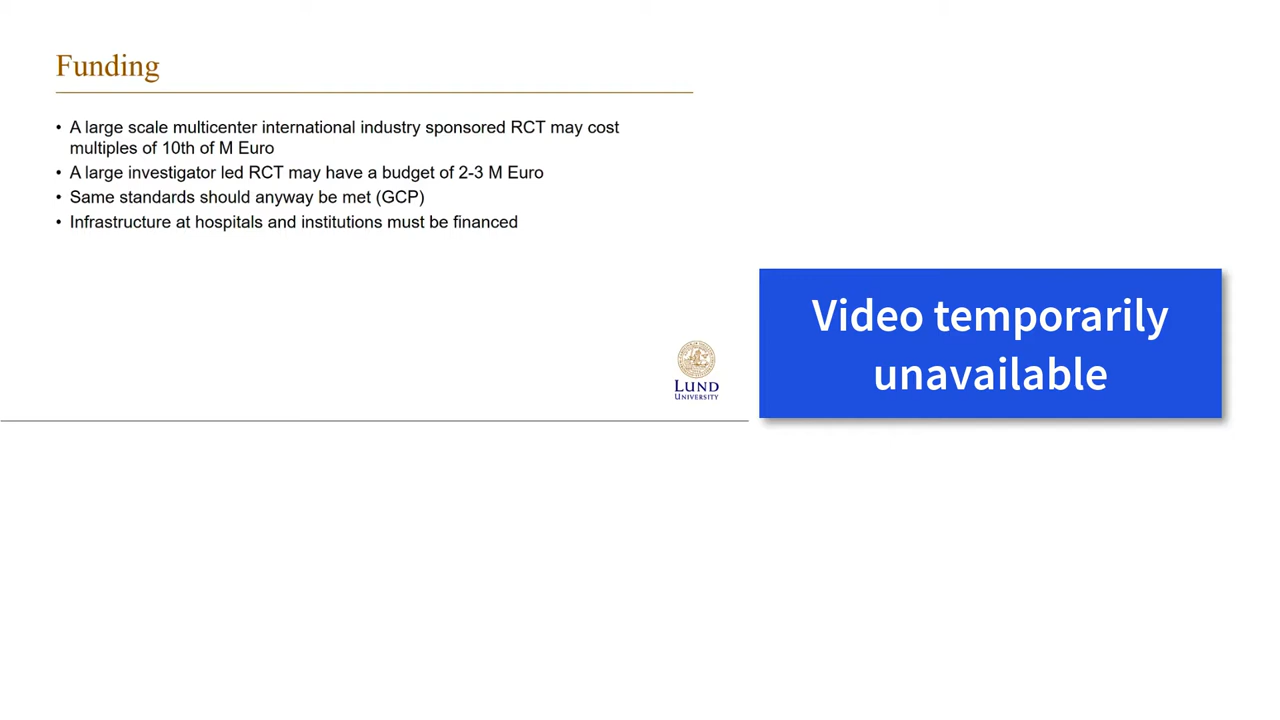 Funding
• A large scale multicenter international industry sponsored RCT may cost
multiples of 10th of M Euro
• A large investigator led RCT may have a budget of 2-3 M Euro
• Same standards should anyway be met (GCP)
• Infrastructure at hospitals and institutions must be financed
Video temporarily
unavailable
LUND
UNIVERSITY